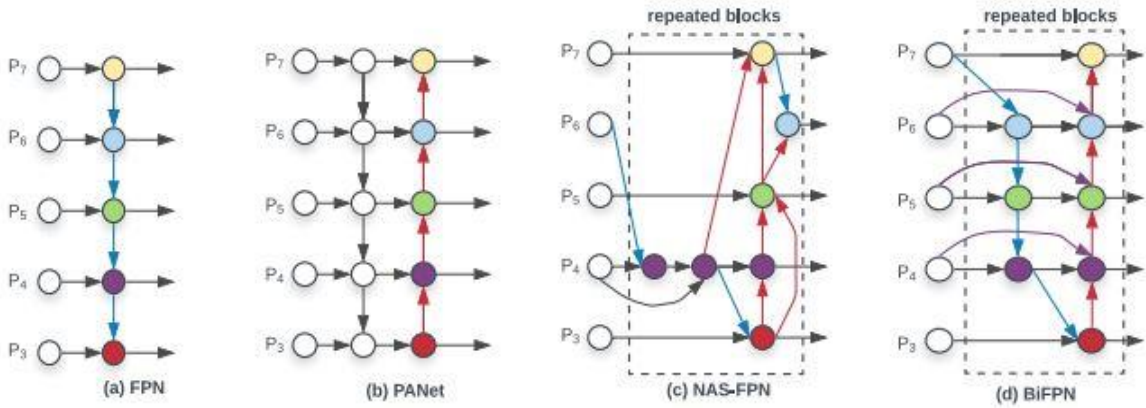 repeated blocks
repeated blocks
P7
P7
P7
P7
P6
P6
P6
P6
P5
P5
P5
P5
P4
P4
P4
P4
P3
P3
P3
P3
(a) FPN
(b) PANet
(c) NAS-FPN
(d) BiFPN